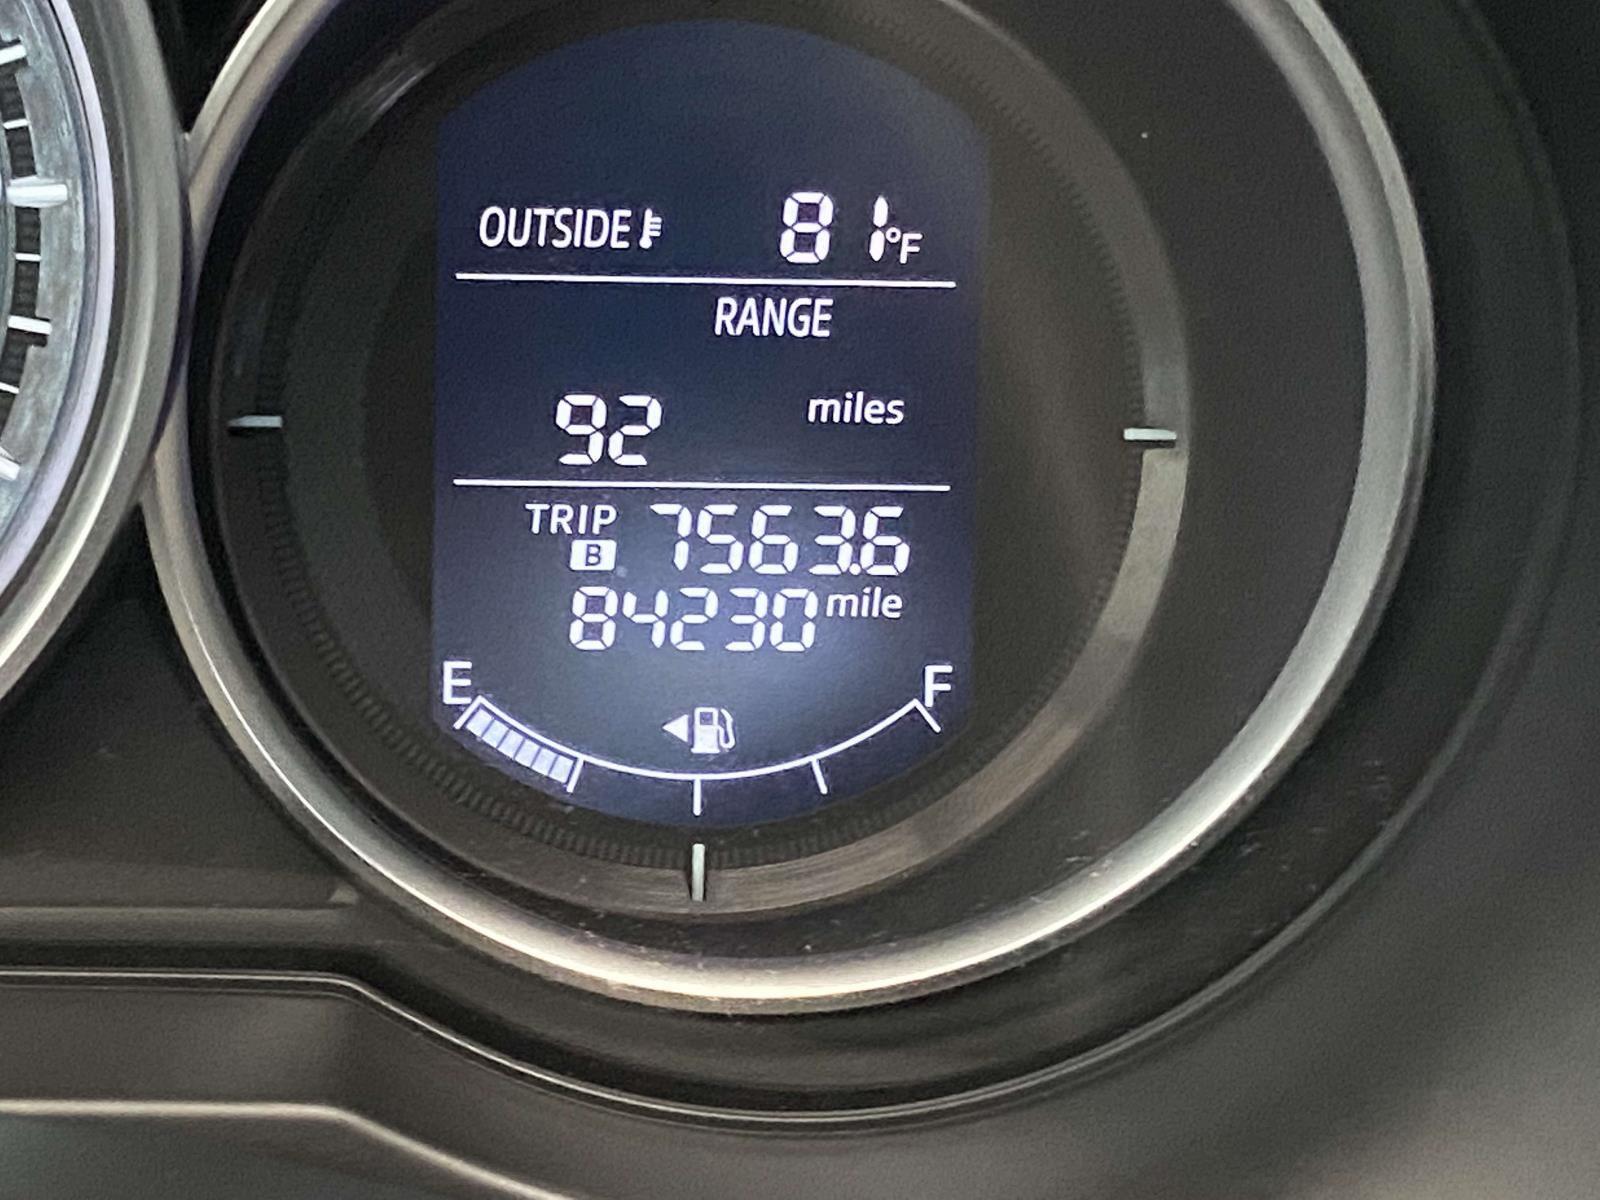 OUTSIDE 81°F
RANGE
92 miles
TRIP B 7563.6
84230 mile
E F